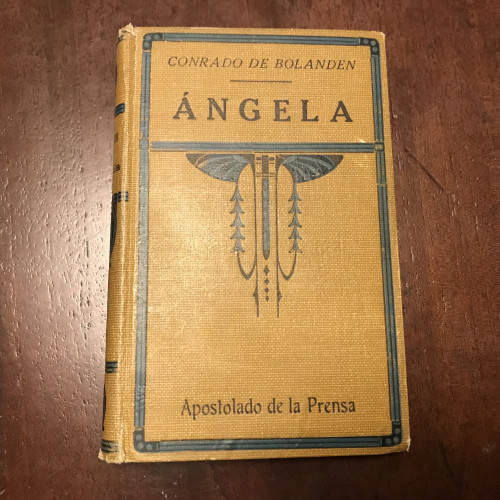 CONRADO DE BOLANDEN
ÁNGELA
Apostolado de la Prensa